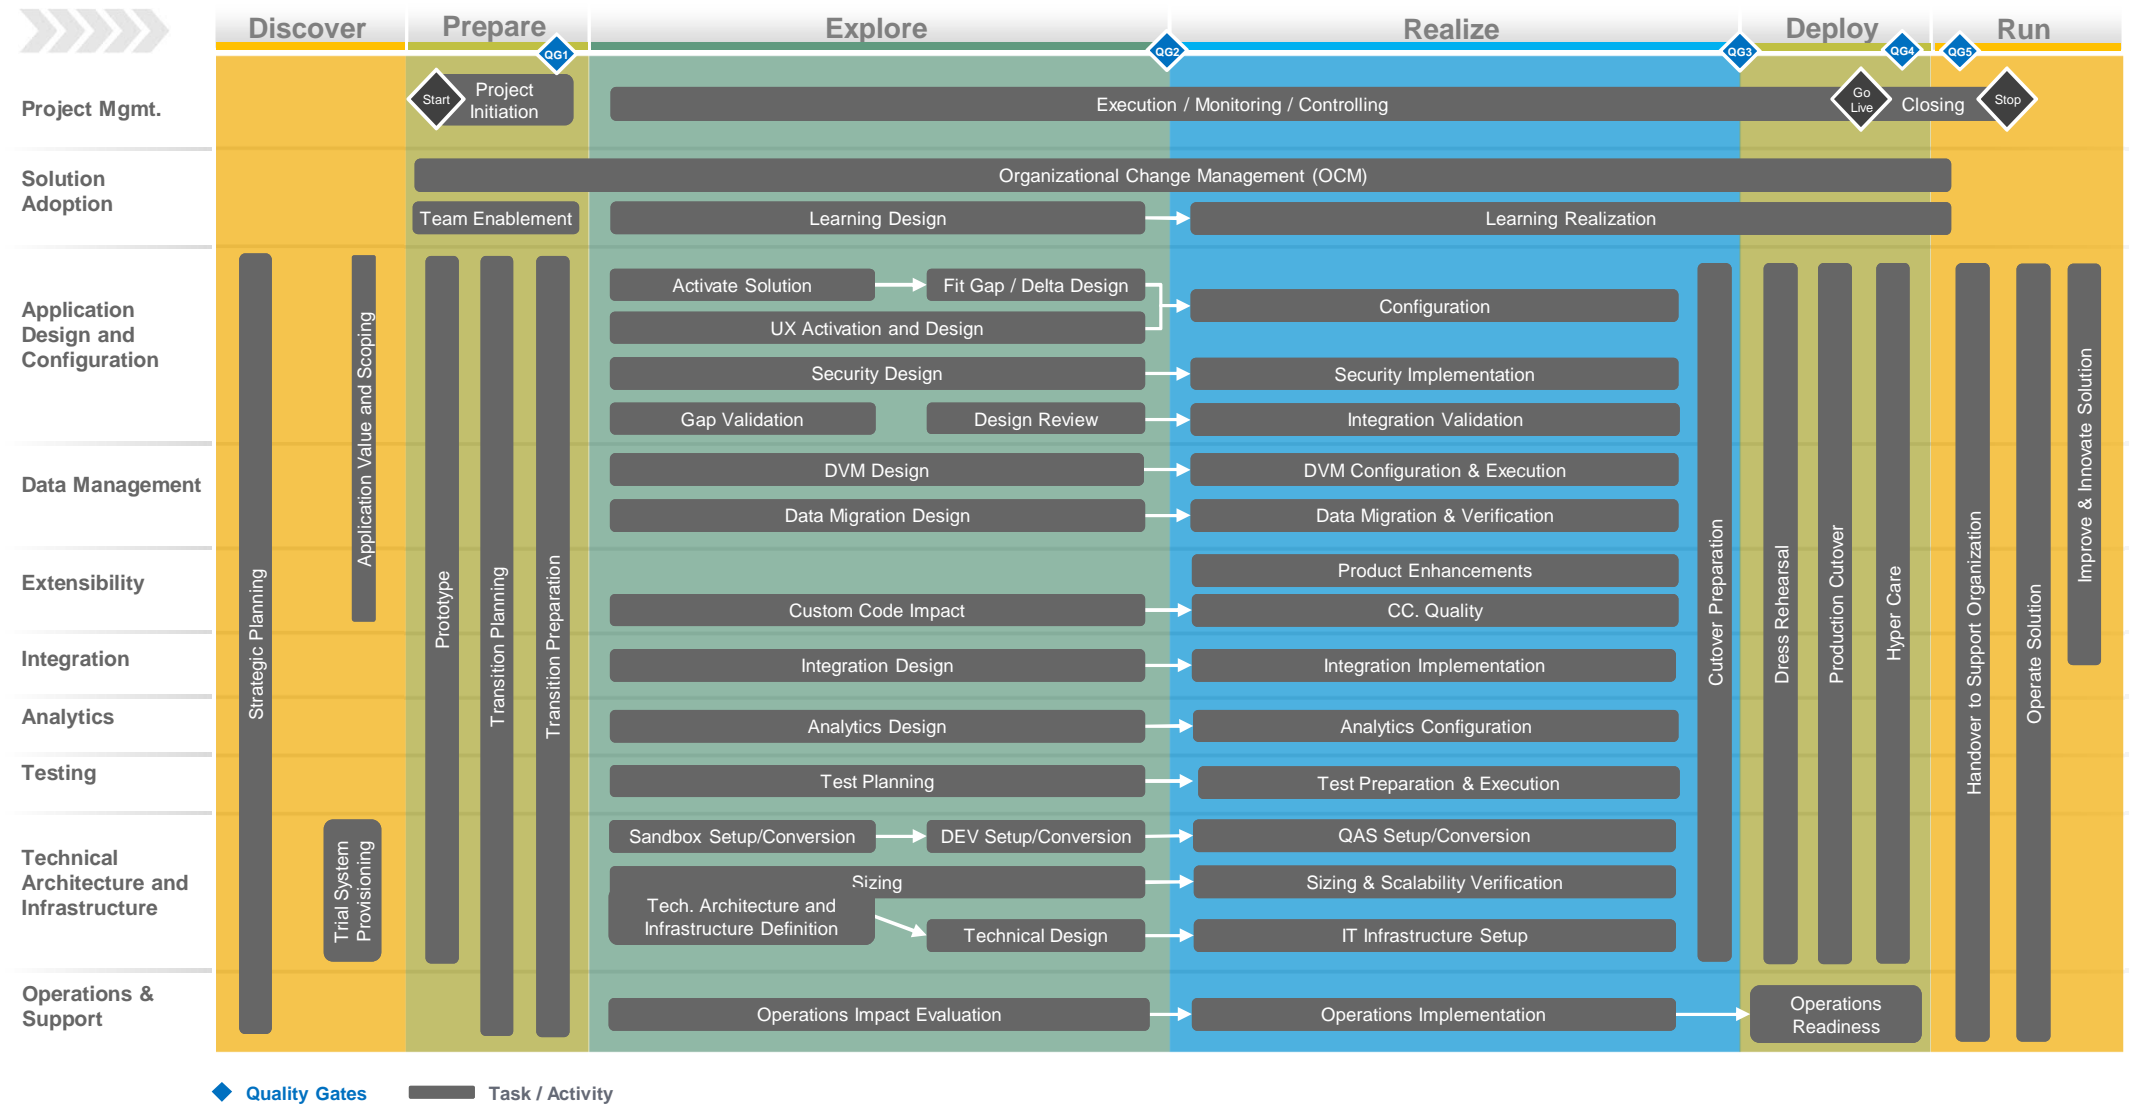 Discover
Prepare
Explore
Realize
Deploy
Run
QG1
QG2
QG3
QG4
QG5
Project Mgmt.
Start
Project
Initiation
Execution / Monitoring / Controlling
Go
Live
Closing
Stop
Solution
Adoption
Organizational Change Management (OCM)
Team Enablement
Learning Design
Learning Realization
Application
Design and
Configuration
Strategic Planning
Application Value and Scoping
Prototype
Transition Planning
Transition Preparation
Activate Solution
Fit Gap / Delta Design
Configuration
UX Activation and Design
Security Design
Security Implementation
Gap Validation
Design Review
Integration Validation
Cutover Preparation
Dress Rehearsal
Production Cutover
Hyper Care
Handover to Support Organization
Operate Solution
Improve & Innovate Solution
Data Management
DVM Design
DVM Configuration & Execution
Data Migration Design
Data Migration & Verification
Extensibility
Product Enhancements
Custom Code Impact
CC. Quality
Integration
Integration Design
Integration Implementation
Analytics
Analytics Design
Analytics Configuration
Testing
Test Planning
Test Preparation & Execution
Technical
Architecture and
Infrastructure
Trial System
Provisioning
Sandbox Setup/Conversion
DEV Setup/Conversion
QAS Setup/Conversion
Sizing
Sizing & Scalability Verification
Tech. Architecture and
Infrastructure Definition
Technical Design
IT Infrastructure Setup
Operations &
Support
Operations Impact Evaluation
Operations Implementation
Operations
Readiness
Quality Gates
Task / Activity